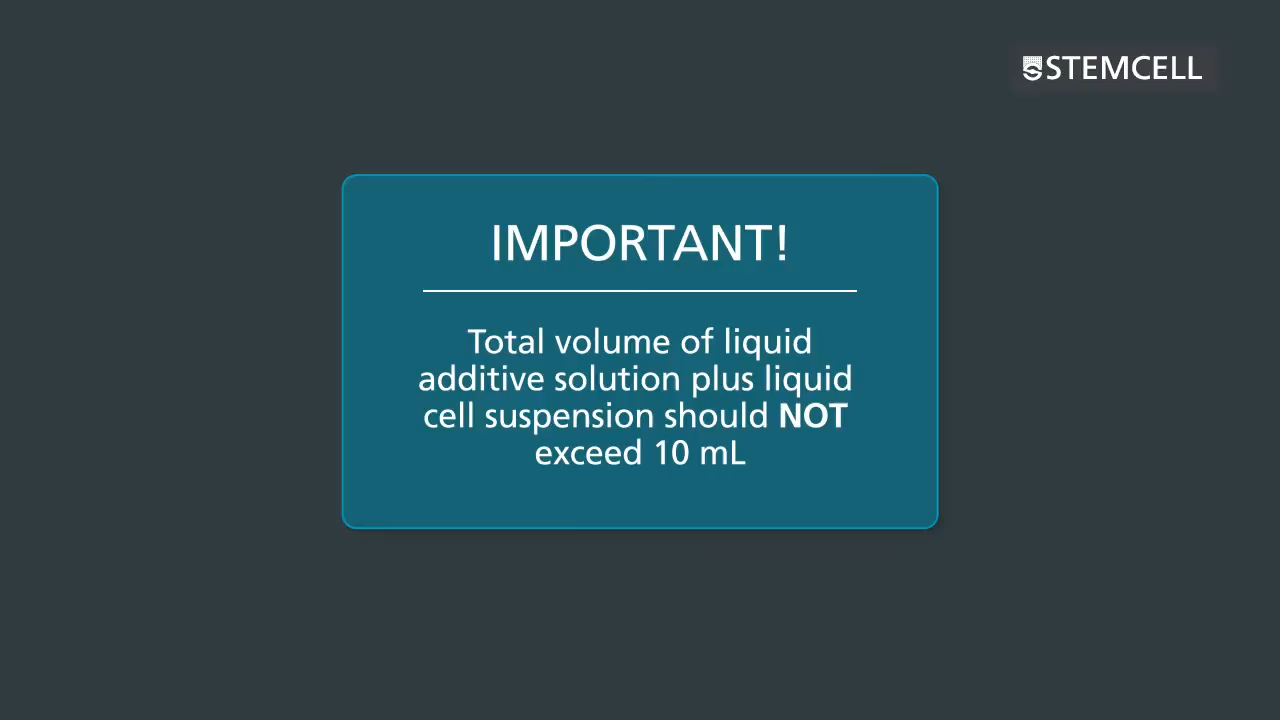 STEMCELL
IMPORTANT!
Total volume of liquid
additive solution plus liquid
cell suspension should NOT
exceed 10 mL